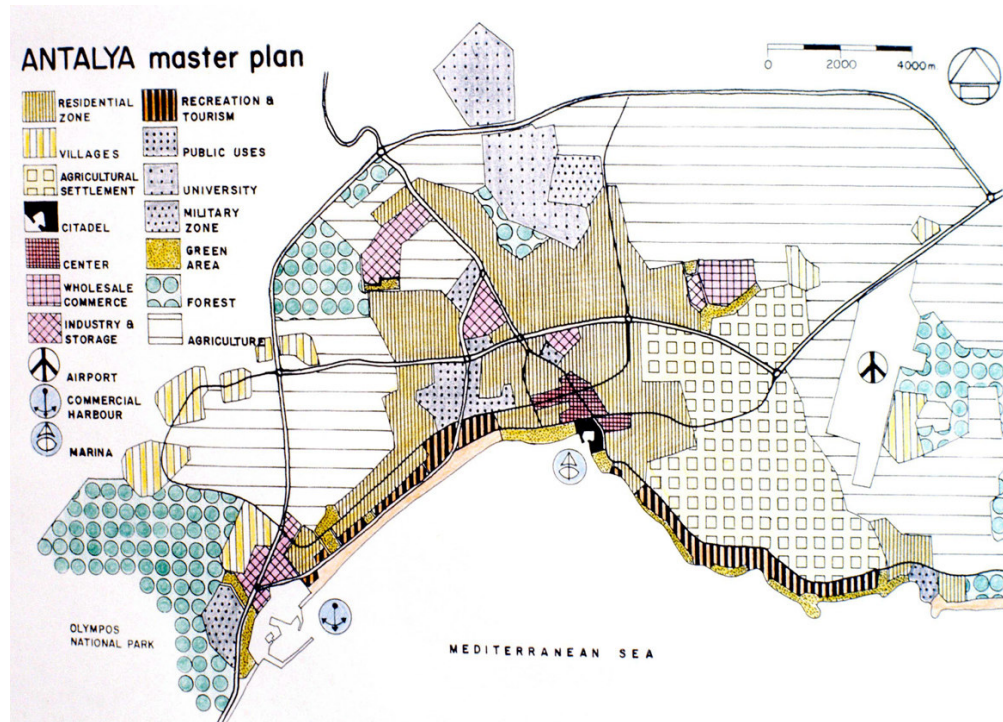 ANTALYA master plan
RESIDENTIAL
ZONE
VILLAGES
AGRICULTURAL
SETTLEMENT
CITADEL
CENTER
WHOLESALE
COMMERCE
INDUSTRY &
STORAGE
AIRPORT
COMMERCIAL
HARBOUR
MARINA
RECREATION &
TOURISM
PUBLIC USES
UNIVERSITY
MILITARY
ZONE
GREEN
AREA
FOREST
AGRICULTURE
0 2000 4000m
OLYMPOS
NATIONAL PARK
MEDITERRANEAN SEA